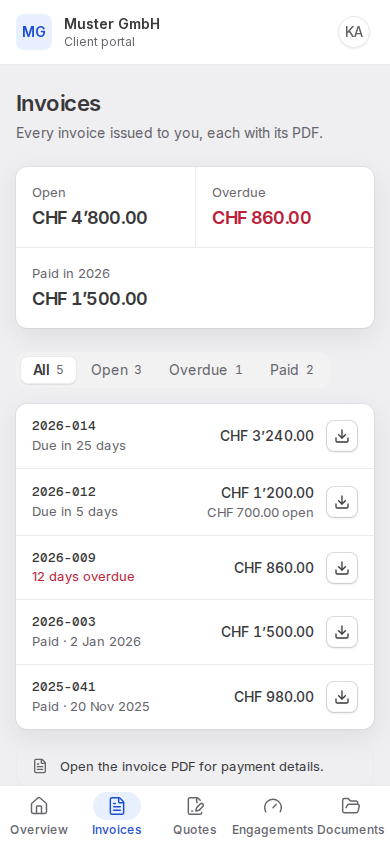 MG
Muster GmbH
Client portal
KA
Invoices
Every invoice issued to you, each with its PDF.
Open
CHF 4’800.00
Overdue
CHF 860.00
Paid in 2026
CHF 1’500.00
All 5
Open 3
Overdue 1
Paid 2
2026-014
Due in 25 days
CHF 3’240.00
2026-012
Due in 5 days
CHF 1’200.00
CHF 700.00 open
2026-009
12 days overdue
CHF 860.00
2026-003
Paid · 2 Jan 2026
CHF 1’500.00
2025-041
Paid · 20 Nov 2025
CHF 980.00
Open the invoice PDF for payment details.
Overview
Invoices
Quotes
Engagements
Documents